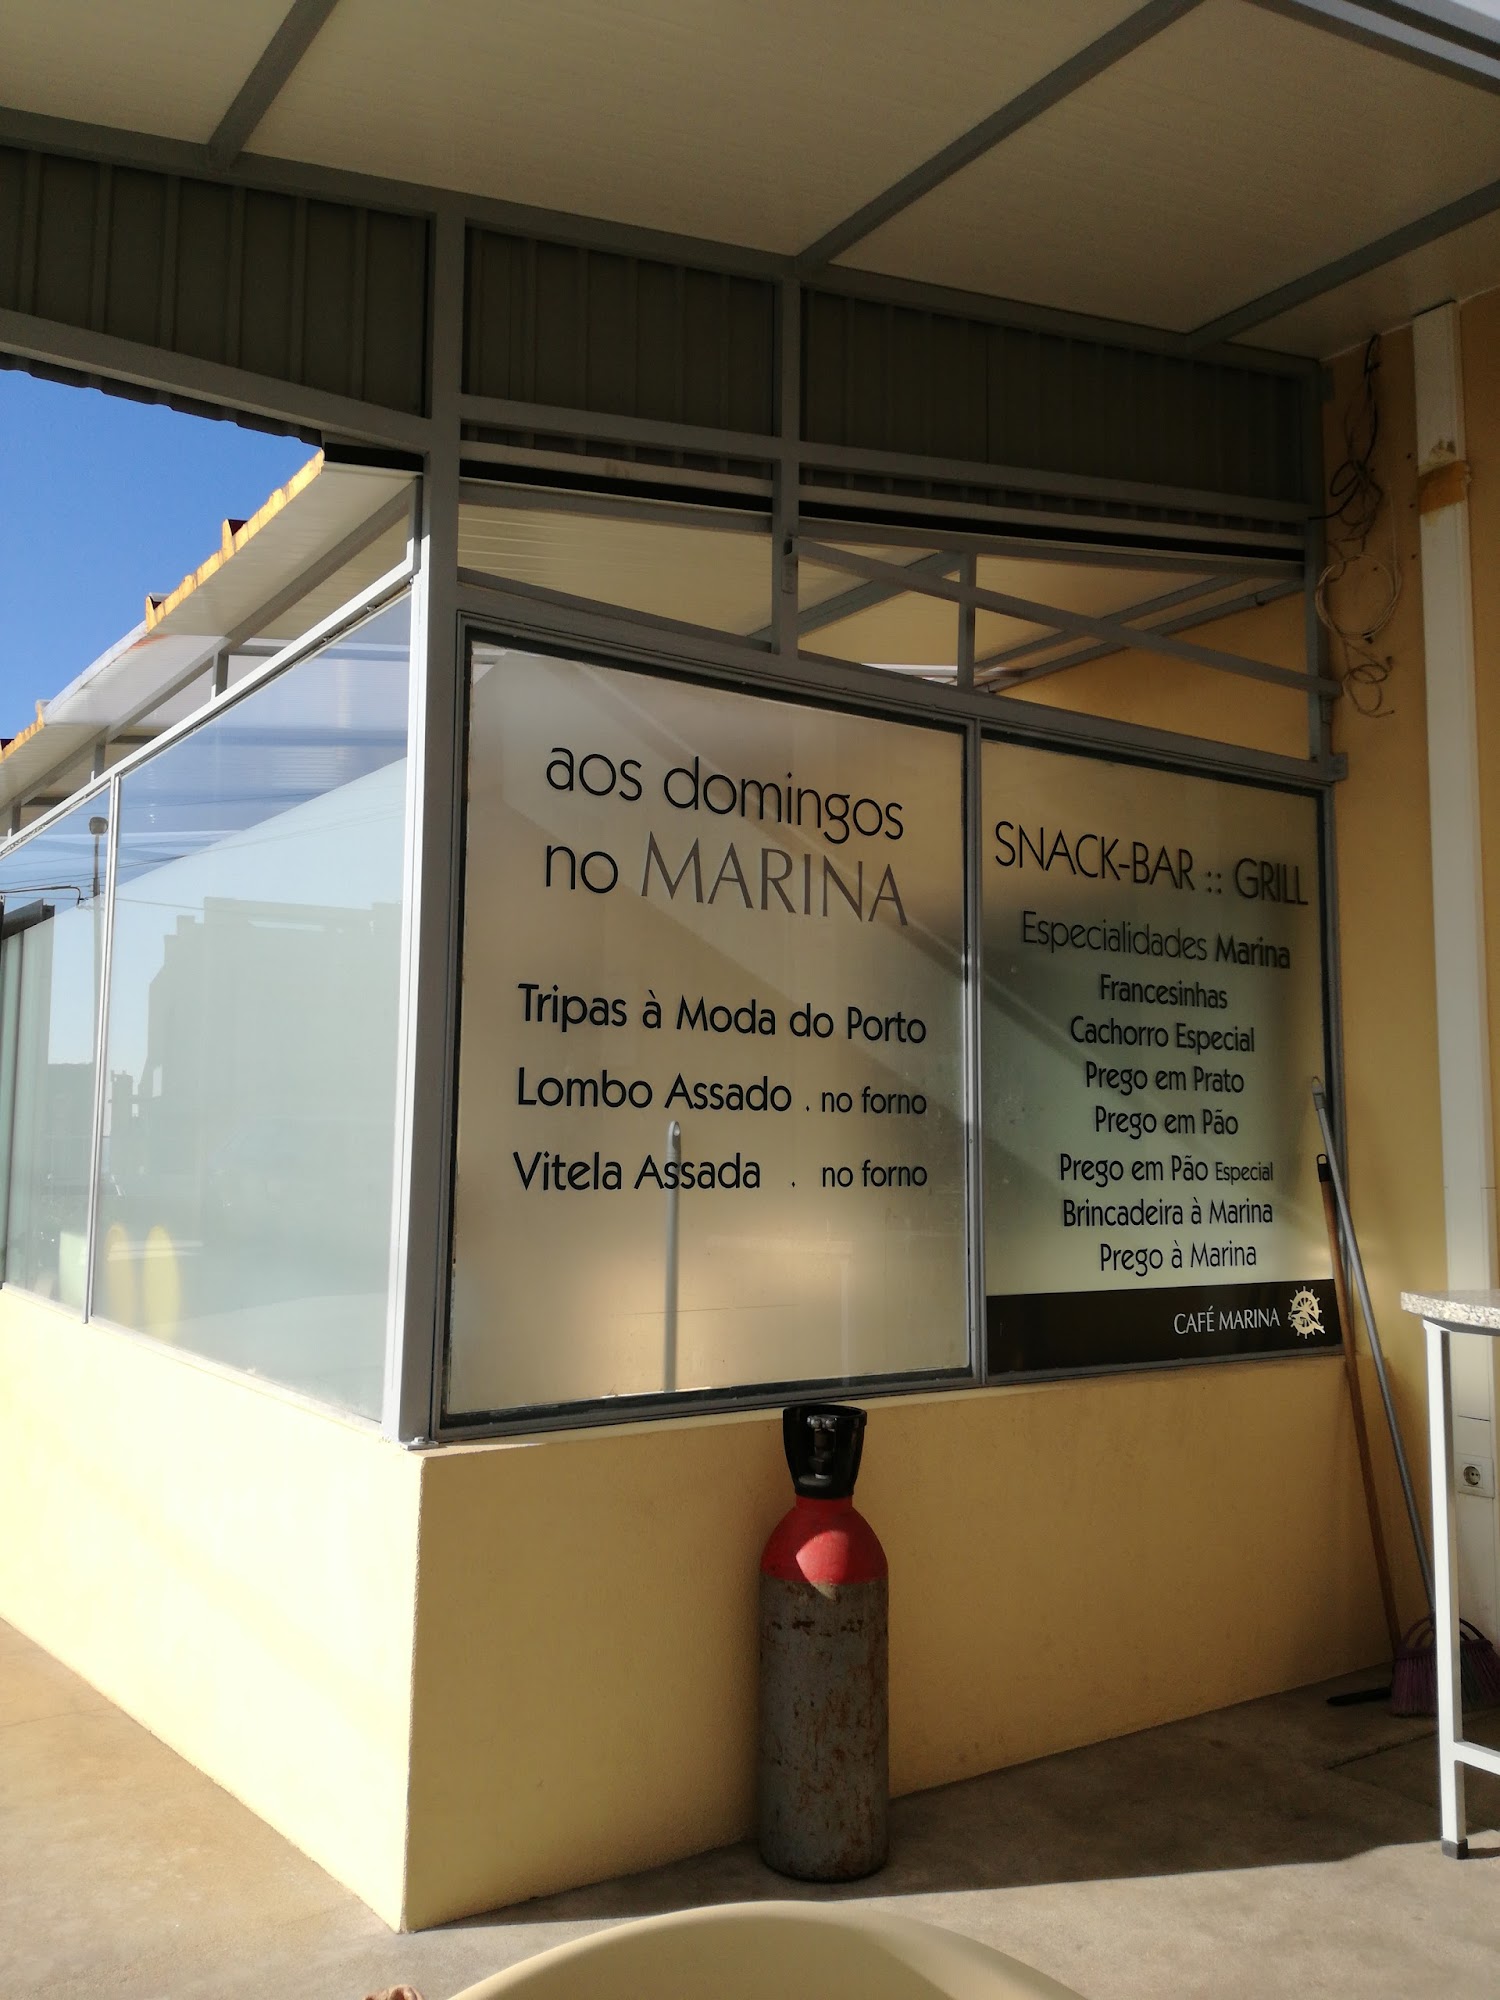 aos domingos
no MARINA
Tripas à Moda do Porto
Lombo Assado . no forno
Vitela Assada . no forno
SNACK-BAR :: GRILL
Especialidades Marina
Francesinhas
Cachorro Especial
Prego em Prato
Prego em Pão
Prego em Pão Especial
Brincadeira à Marina
Prego à Marina
CAFÉ MARINA